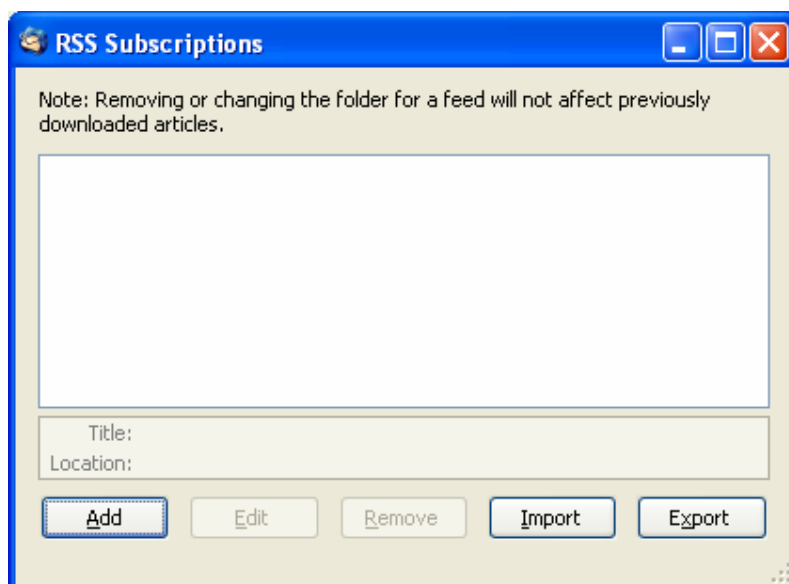 RSS Subscriptions
Note: Removing or changing the folder for a feed will not affect previously
downloaded articles.
Title:
Location:
Add Edit Remove Import Export